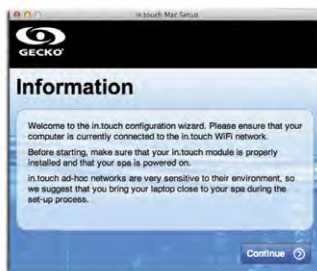 in.touch Mac Setup
GECKO
Information
Welcome to the in.touch configuration wizard. Please ensure that your
computer is currently connected to the in.touch WiFi network.
Before starting, make sure that your in.touch module is properly
installed and that your spa is powered on.
in.touch ad-hoc networks are very sensitive to their environment, so
we suggest that you bring your laptop close to your spa during the
set-up process.
Continue